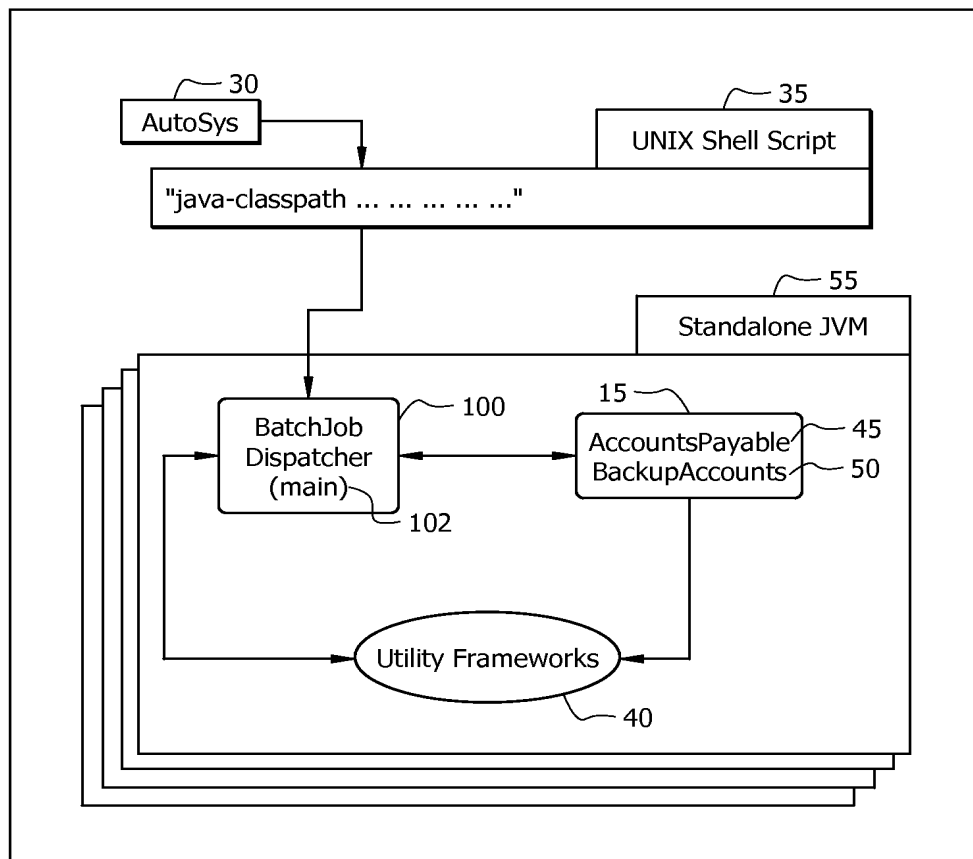 30
AutoSys
35
UNIX Shell Script
"java-classpath ... ... ... ... ..."
55
Standalone JVM
BatchJob
Dispatcher
(main)
100
102
15
AccountsPayable
BackupAccounts
45
50
Utility Frameworks
40